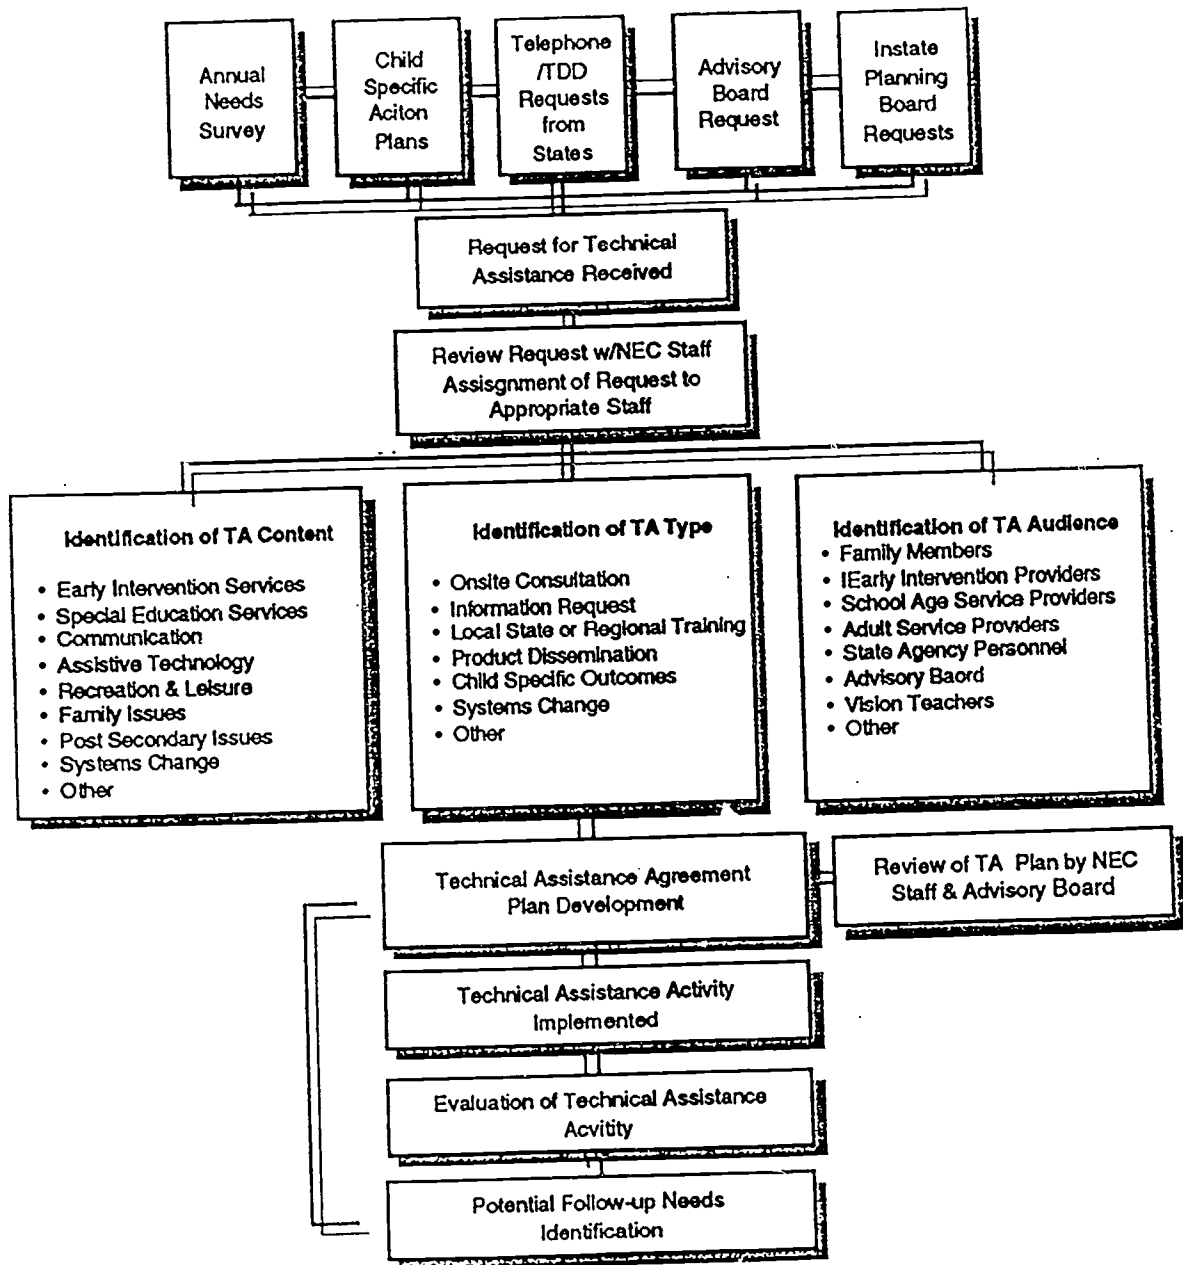 Annual
Needs
Survey
Child
Specific
Aciton
Plans
Telephone
/TDD
Requests
from
States
Advisory
Board
Request
Instate
Planning
Board
Requests
Request for Technical
Assistance Received
Review Request w/NEC Staff
Assisgnment of Request to
Appropriate Staff
Identification of TA Content
• Early Intervention Services
• Special Education Services
• Communication
• Assistive Technology
• Recreation & Leisure
• Family Issues
• Post Secondary Issues
• Systems Change
• Other
Identification of TA Type
• Onsite Consultation
• Information Request
• Local State or Regional Training
• Product Dissemination
• Child Specific Outcomes
• Systems Change
• Other
Identification of TA Audience
• Family Members
• IEarly Intervention Providers
• School Age Service Providers
• Adult Service Providers
• State Agency Personnel
• Advisory Baord
• Vision Teachers
• Other
Technical Assistance Agreement
Plan Development
Review of TA Plan by NEC
Staff & Advisory Board
Technical Assistance Activity
Implemented
Evaluation of Technical Assistance
Acvitity
Potential Follow-up Needs
Identification